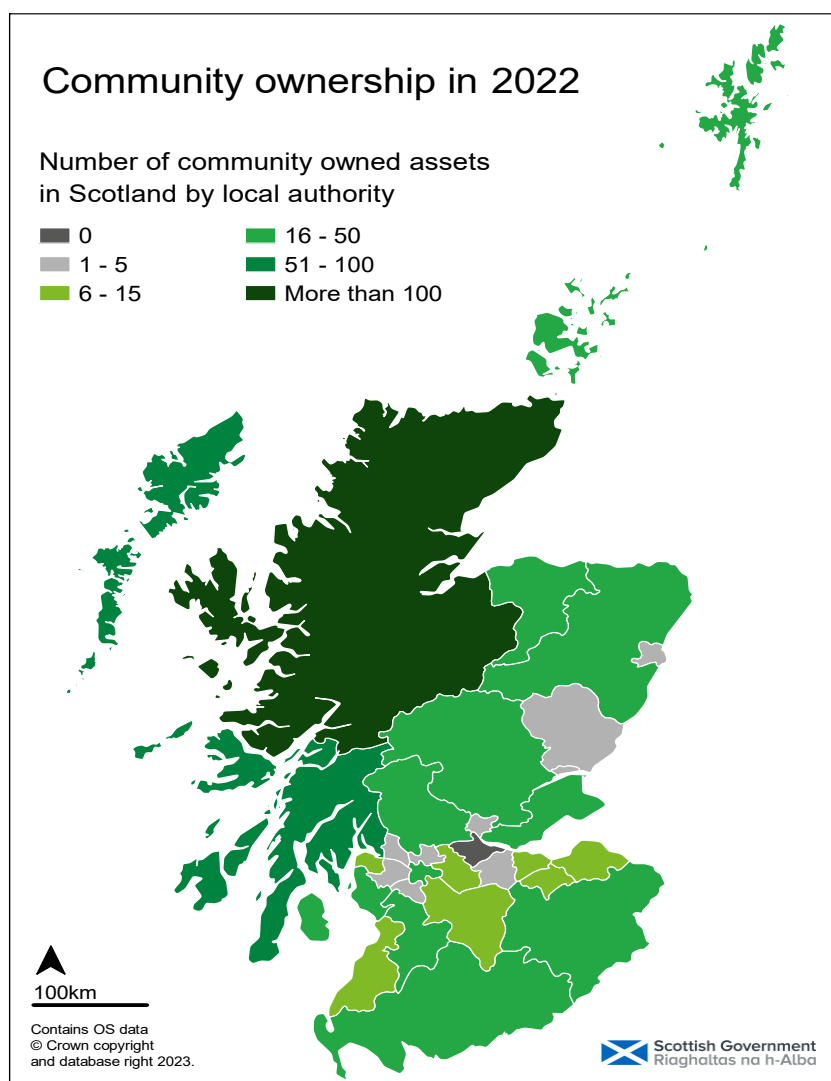 Community ownership in 2022
Number of community owned assets
in Scotland by local authority
0
1 - 5
6 - 15
16 - 50
51 - 100
More than 100
100km
Contains OS data
© Crown copyright
and database right 2023.
Scottish Government
Riaghaltas na h-Alba